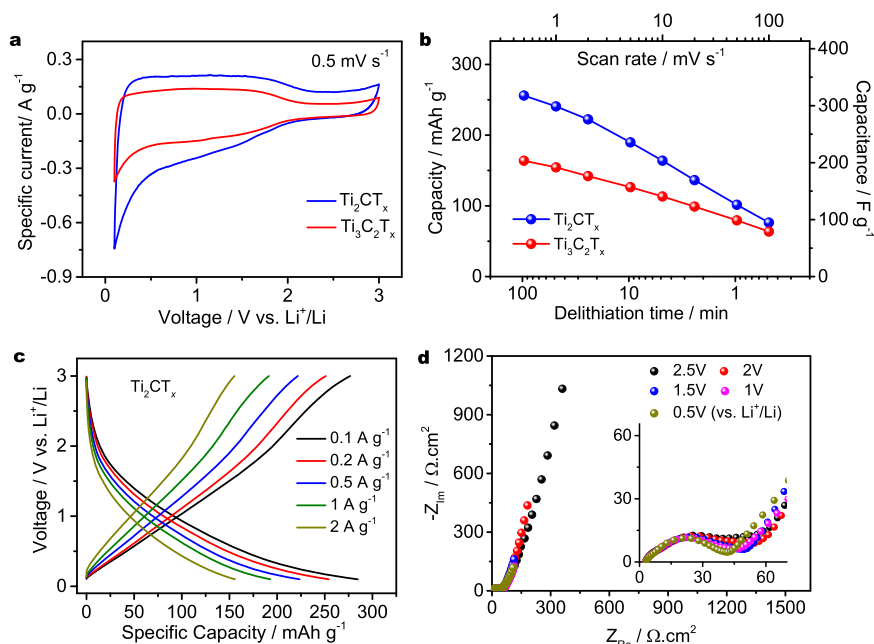 a
0.3
0.0
-0.3
-0.6
-0.9
Specific current/ A g⁻¹
0.5 mV s⁻¹
Ti₂CTₓ
Ti₃C₂Tₓ
0 1 2 3
Voltage / V vs. Li⁺/Li
b
1 10 100
Scan rate / mV s⁻¹
300
250
200
150
100
50
0
Capacity / mAh g⁻¹
400
300
200
100
0
Capacitance / F g⁻¹
Ti₂CTₓ
Ti₃C₂Tₓ
100 10 1
Delithiation time / min
c
3
2
1
0
Voltage / V vs. Li⁺/Li
Ti₂CTₓ
0.1 A g⁻¹
0.2 A g⁻¹
0.5 A g⁻¹
1 A g⁻¹
2 A g⁻¹
0 50 100 150 200 250 300
Specific Capacity / mAh g⁻¹
d
1200
900
600
300
0
-Z_Im / Ω.cm²
2.5V 2V
1.5V 1V
0.5V (vs. Li⁺/Li)
60
30
0
0 30 60
0 300 600 900 1200 1500
/ Ω.cm²